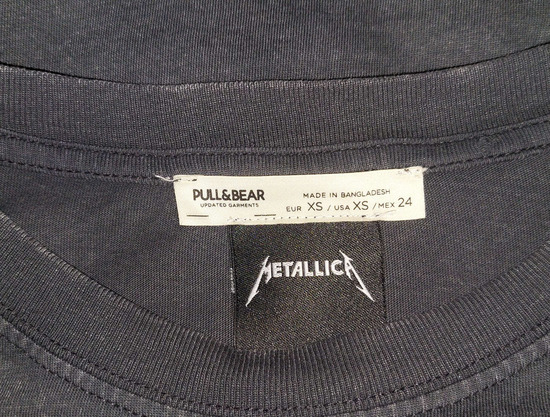 PULL&BEAR
UPDATED GARMENTS
MADE IN BANGLADESH
EUR XS / USA XS / MEX 24
METALLICA